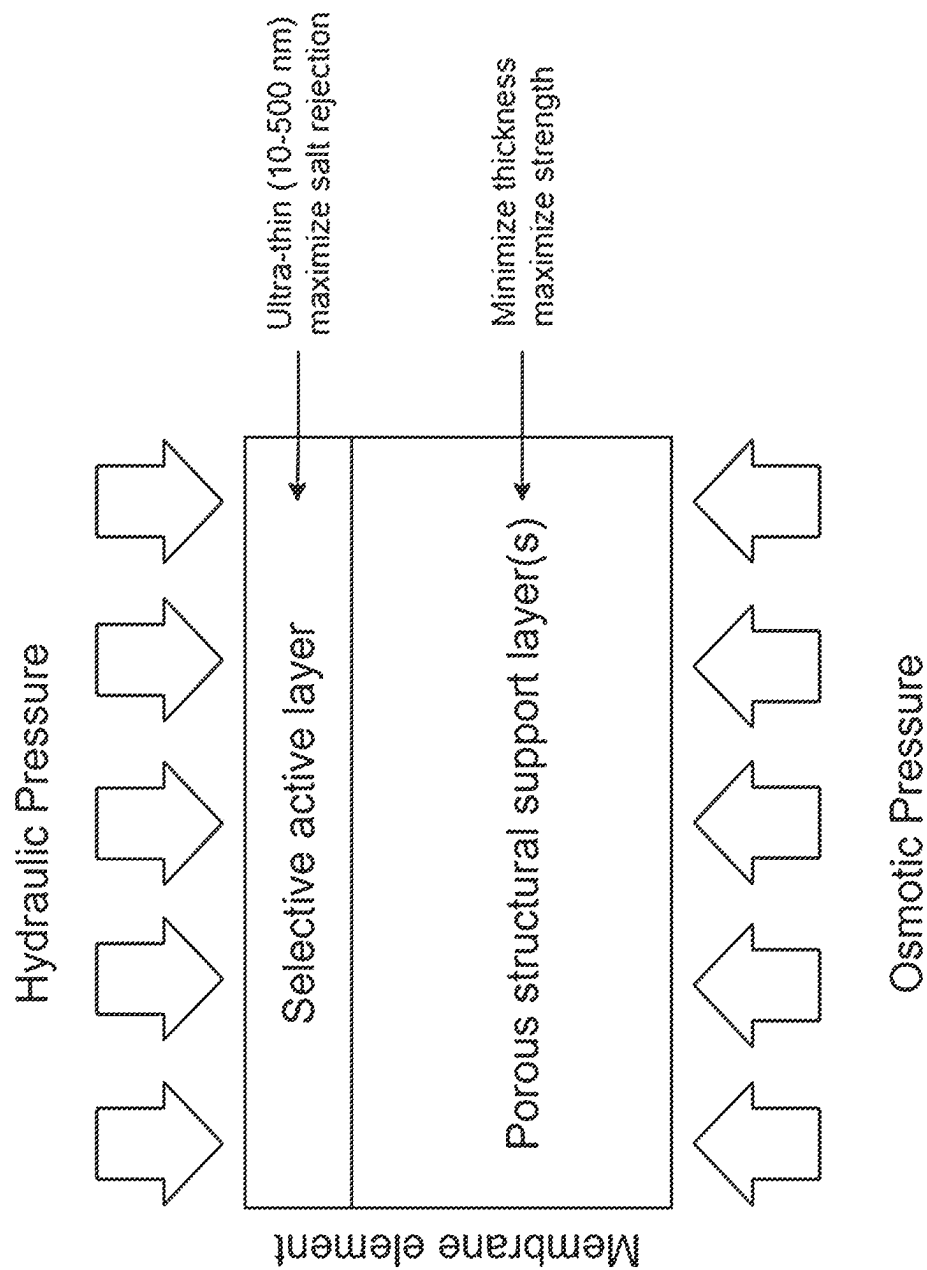 Hydraulic Pressure
Membrane element
Selective active layer
Ultra-thin (10-500 nm)
maximize salt rejection
Porous structural support layer(s)
Minimize thickness
maximize strength
Osmotic Pressure